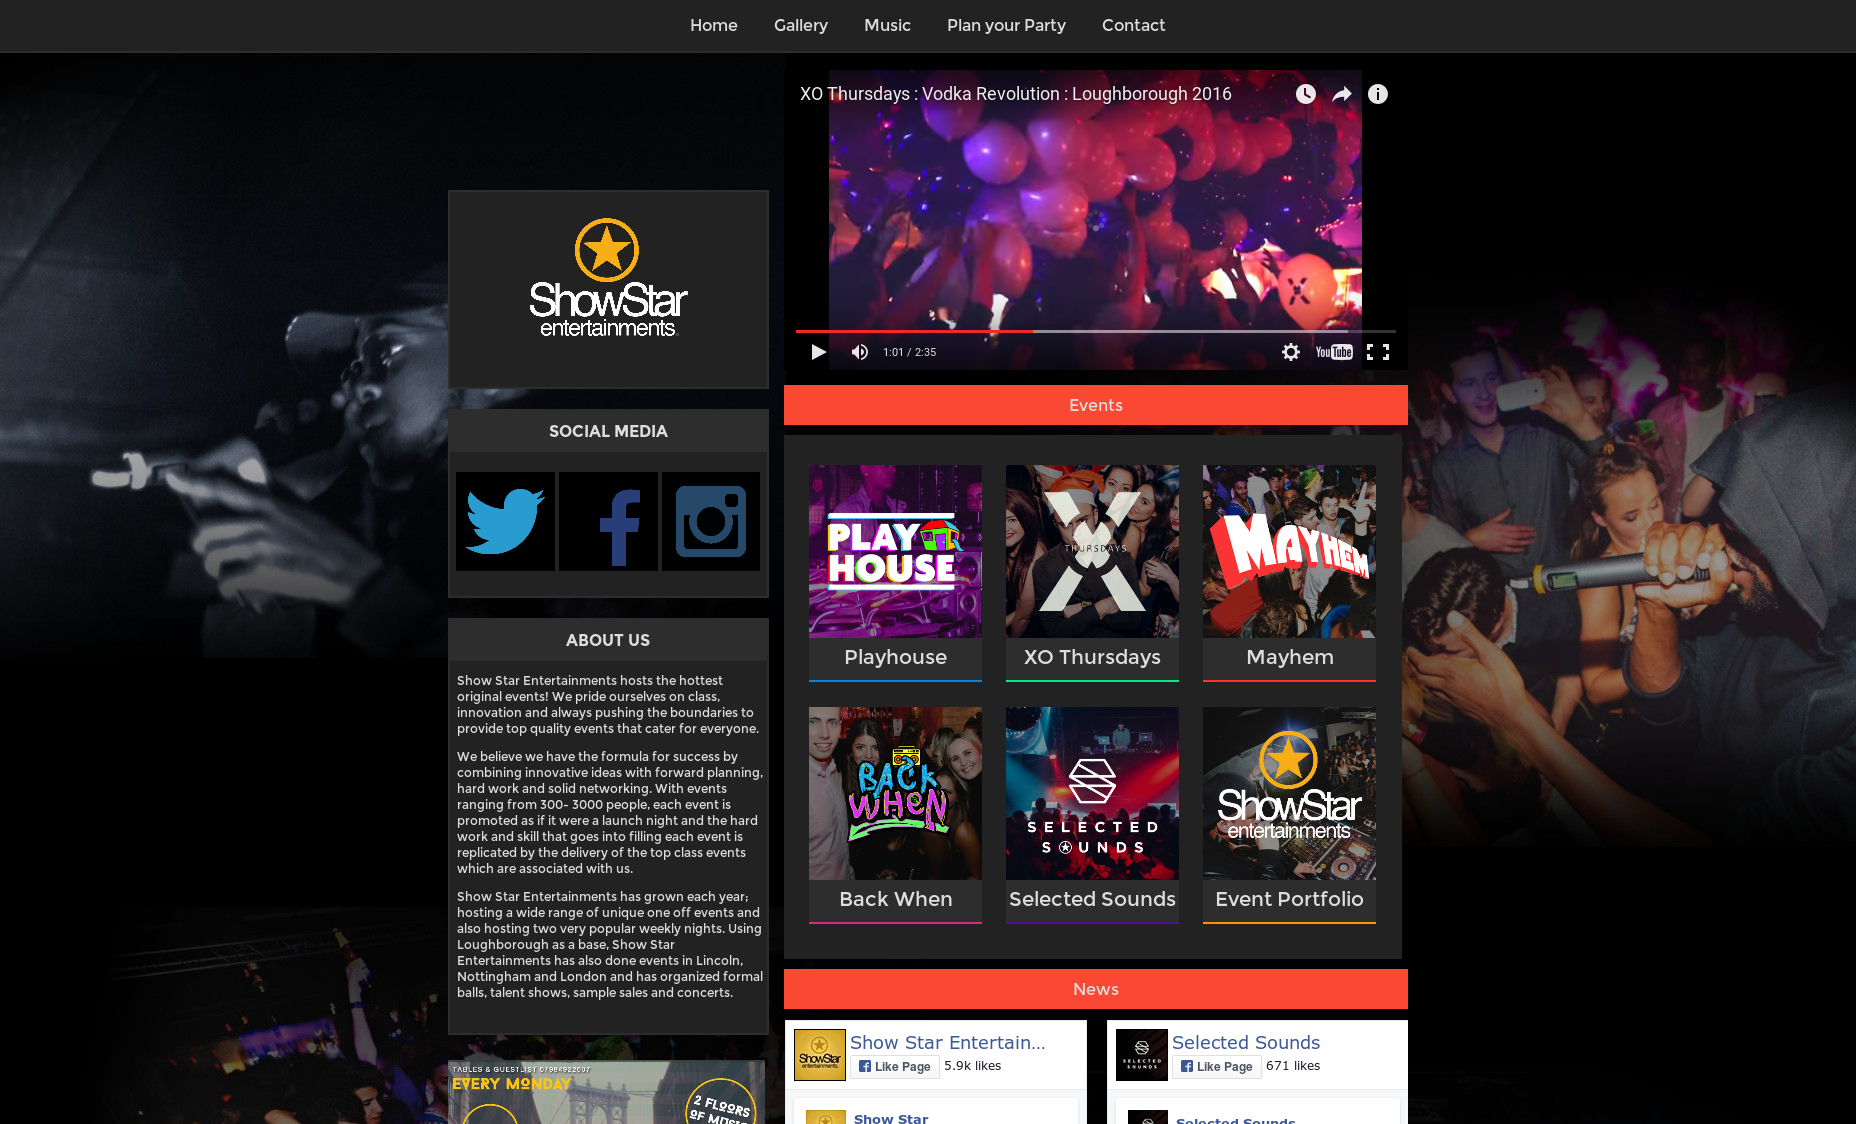 Home Gallery Music Plan your Party Contact
XO Thursdays : Vodka Revolution : Loughborough 2016
X
1:01 / 2:35
YouTube
ShowStar
entertainments
SOCIAL MEDIA
ABOUT US
Show Star Entertainments hosts the hottest
original events! We pride ourselves on class,
innovation and always pushing the boundaries to
provide top quality events that cater for everyone.
We believe we have the formula for success by
combining innovative ideas with forward planning,
hard work and solid networking. With events
ranging from 300- 3000 people, each event is
promoted as if it were a launch night and the hard
work and skill that goes into filling each event is
replicated by the delivery of the top class events
which are associated with us.
Show Star Entertainments has grown each year;
hosting a wide range of unique one off events and
also hosting two very popular weekly nights. Using
Loughborough as a base, Show Star
Entertainments has also done events in Lincoln,
Nottingham and London and has organized formal
balls, talent shows, sample sales and concerts.
TABLES & GUESTLIST 07984922607
EVERY MONDAY
2 FLOORS
OF MUSIC
Events
PLAY
HOUSE
Playhouse
THURSDAYS
XO Thursdays
MAYHEM
Mayhem
BACK
WHEN
Back When
SELECTED
SOUNDS
Selected Sounds
ShowStar
entertainments
Event Portfolio
News
ShowStar
entertainments
Show Star Entertain...
Like Page 5.9k likes
Show Star
SELECTED
SOUNDS
Selected Sounds
Like Page 671 likes
Selected Sounds